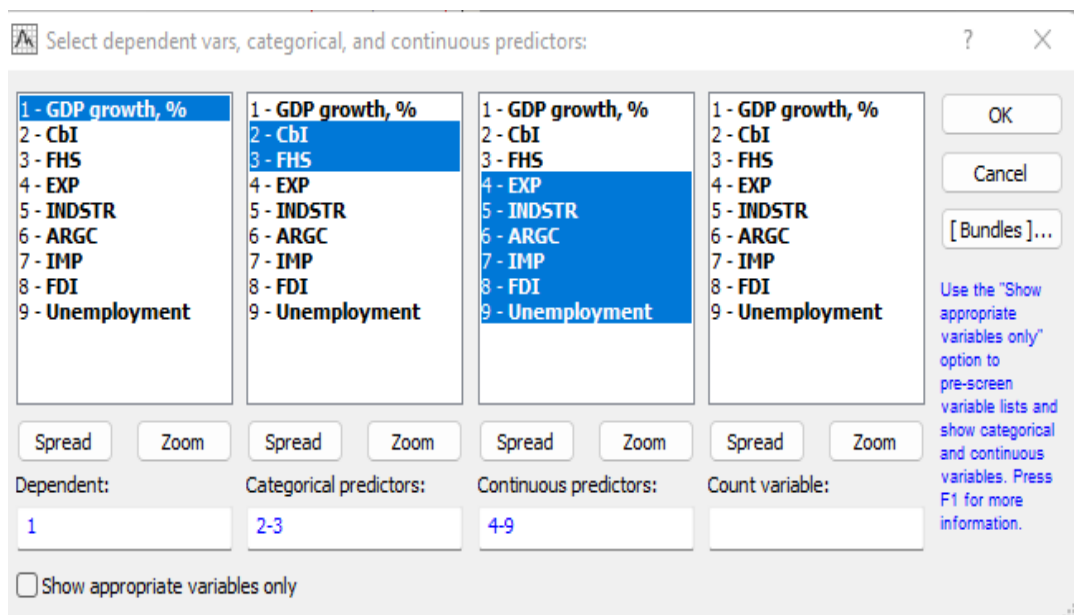 Select dependent vars, categorical, and continuous predictors:
?
1 - GDP growth, %
2 - CbI
3 - FHS
4 - EXP
5 - INDSTR
6 - ARGC
7 - IMP
8 - FDI
9 - Unemployment
1 - GDP growth, %
2 - CbI
3 - FHS
4 - EXP
5 - INDSTR
6 - ARGC
7 - IMP
8 - FDI
9 - Unemployment
1 - GDP growth, %
2 - CbI
3 - FHS
4 - EXP
5 - INDSTR
6 - ARGC
7 - IMP
8 - FDI
9 - Unemployment
1 - GDP growth, %
2 - CbI
3 - FHS
4 - EXP
5 - INDSTR
6 - ARGC
7 - IMP
8 - FDI
9 - Unemployment
OK
Cancel
[ Bundles ]...
Use the "Show
appropriate
variables only"
option to
pre-screen
variable lists and
show categorical
and continuous
variables. Press
F1 for more
information.
Spread Zoom Spread Zoom Spread Zoom Spread Zoom
Dependent: Categorical predictors: Continuous predictors: Count variable:
1 2-3 4-9
Show appropriate variables only